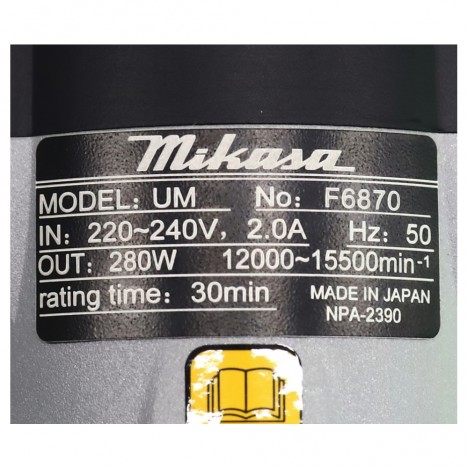 Mikasa
MODEL: UM No: F6870
IN: 220~240V, 2.0A Hz: 50
OUT: 280W 12000~15500min⁻¹
rating time: 30min MADE IN JAPAN
NPA-2390